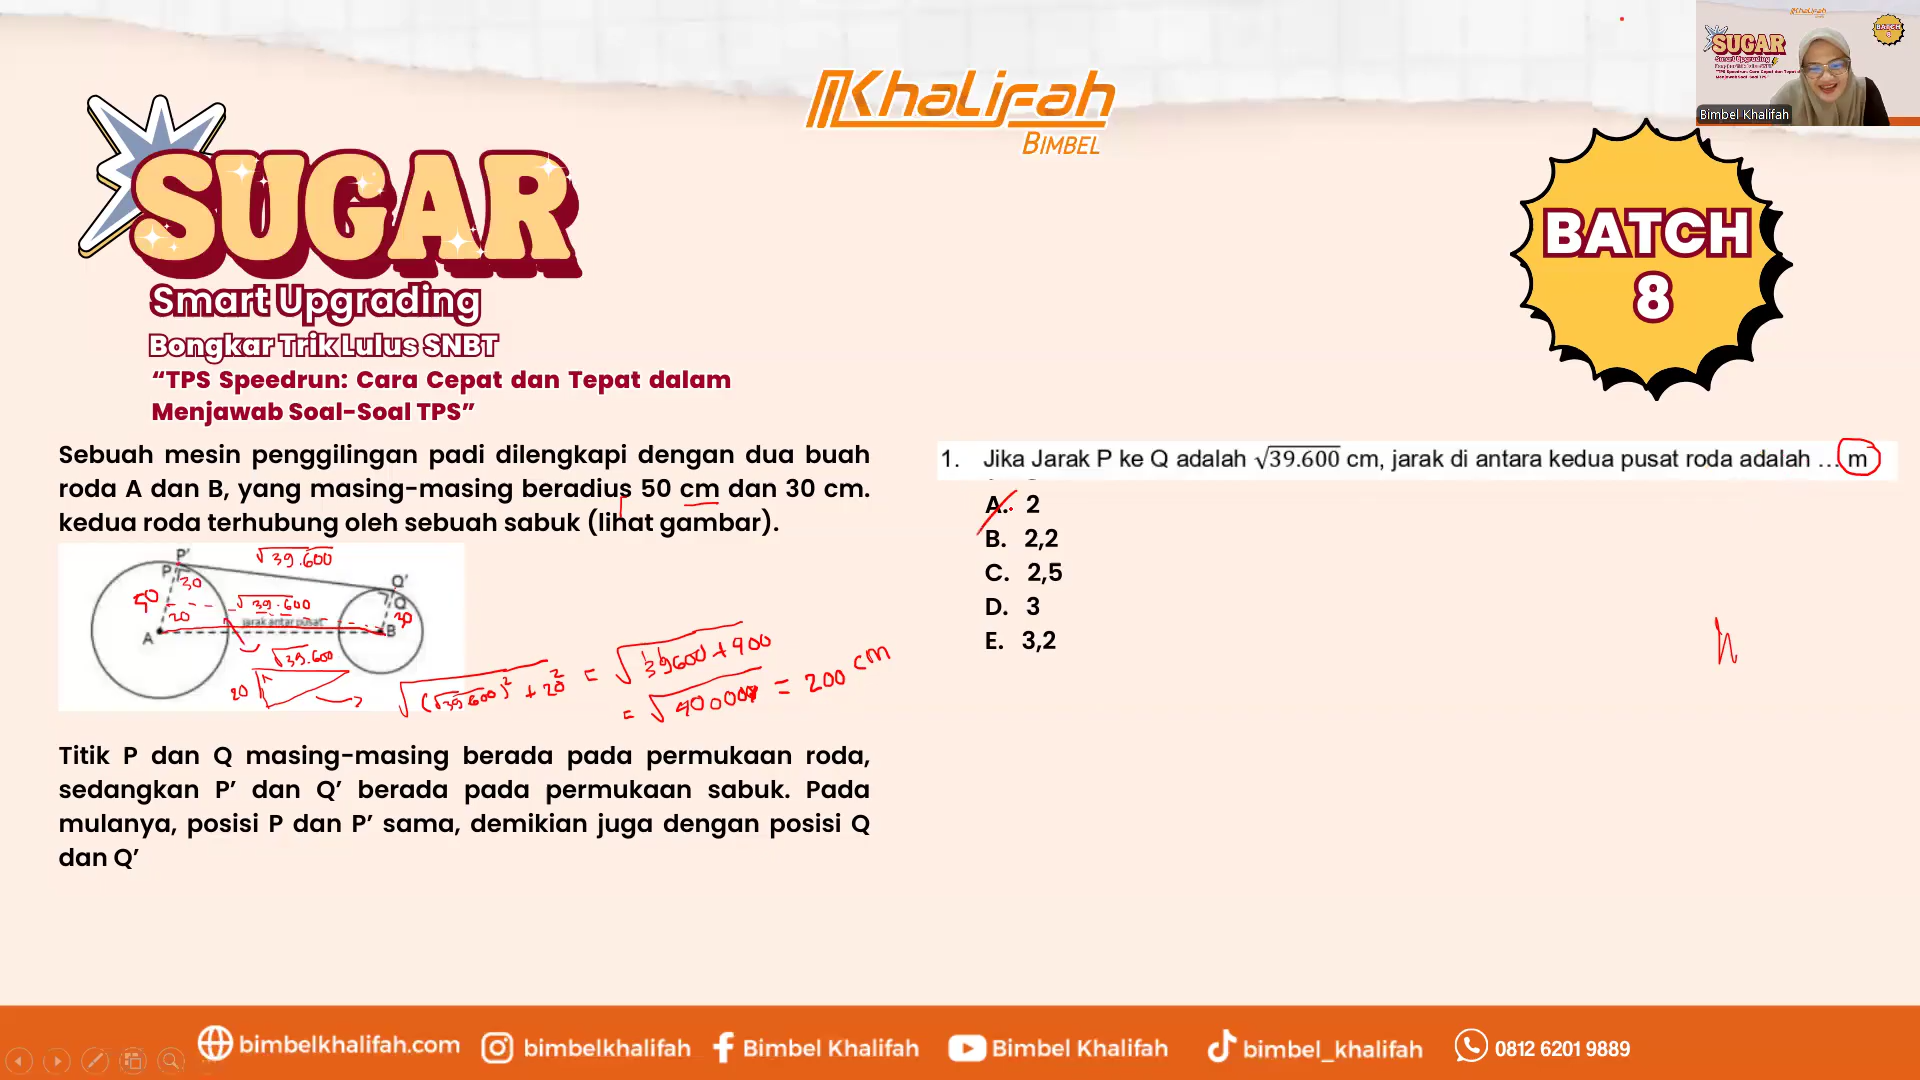 KhaLifah
BIMBEL
SUGAR
Smart Upgrading
Bongkar Trik Lulus SNBT
“TPS Speedrun: Cara Cepat dan Tepat dalam
Menjawab Soal-Soal TPS”
BATCH
8
Bimbel Khalifah
Sebuah mesin penggilingan padi dilengkapi dengan dua buah
roda A dan B, yang masing-masing beradius 50 cm dan 30 cm.
kedua roda terhubung oleh sebuah sabuk (lihat gambar).
P'
√39.600
P
30
Q'
50
√39.600
Q
20
jarak antar pusat
30
A
B
√39.600
20
√(√39600)² + 20² = √39600 + 400
= √40000 = 200 cm
Titik P dan Q masing-masing berada pada permukaan roda,
sedangkan P’ dan Q’ berada pada permukaan sabuk. Pada
mulanya, posisi P dan P’ sama, demikian juga dengan posisi Q
dan Q’
1. Jika Jarak P ke Q adalah √39.600 cm, jarak di antara kedua pusat roda adalah … m
A. 2
B. 2,2
C. 2,5
D. 3
E. 3,2
bimbelkhalifah.com
bimbelkhalifah
Bimbel Khalifah
Bimbel Khalifah
bimbel_khalifah
0812 6201 9889